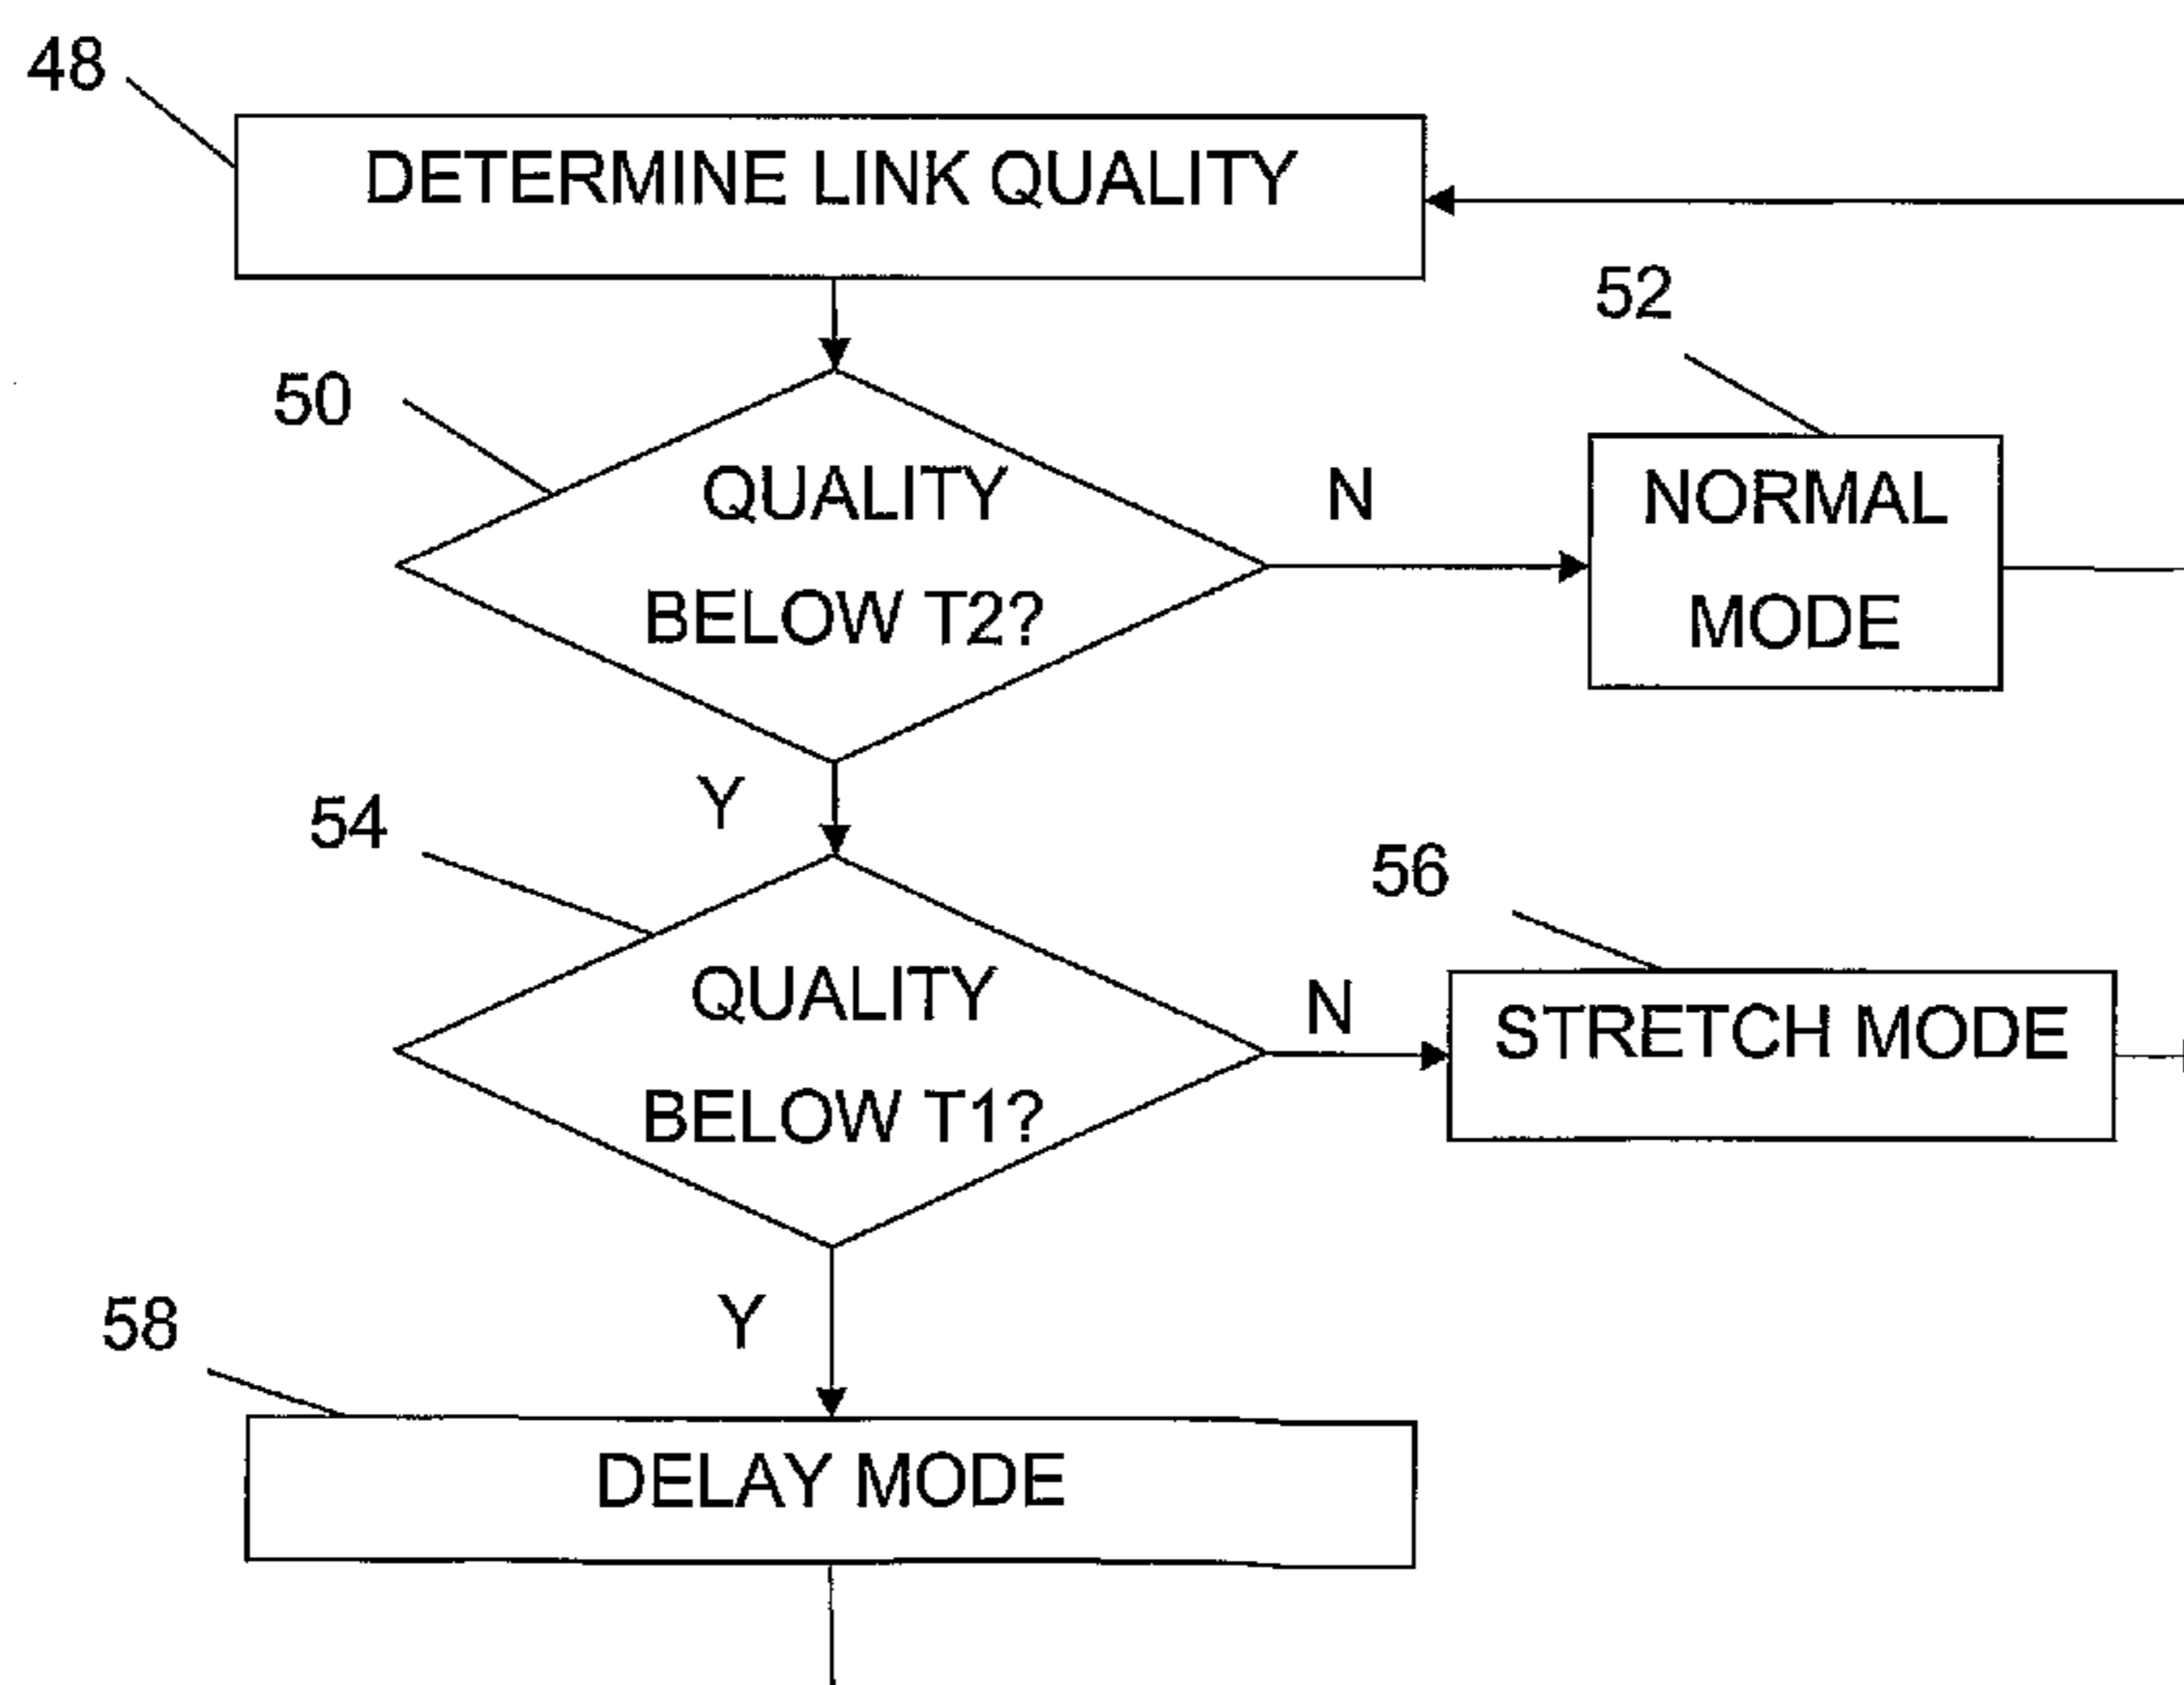 48
DETERMINE LINK QUALITY
52
50
QUALITY
BELOW T2?
N
NORMAL
MODE
Y
54
QUALITY
BELOW T1?
N
56
STRETCH MODE
Y
58
DELAY MODE